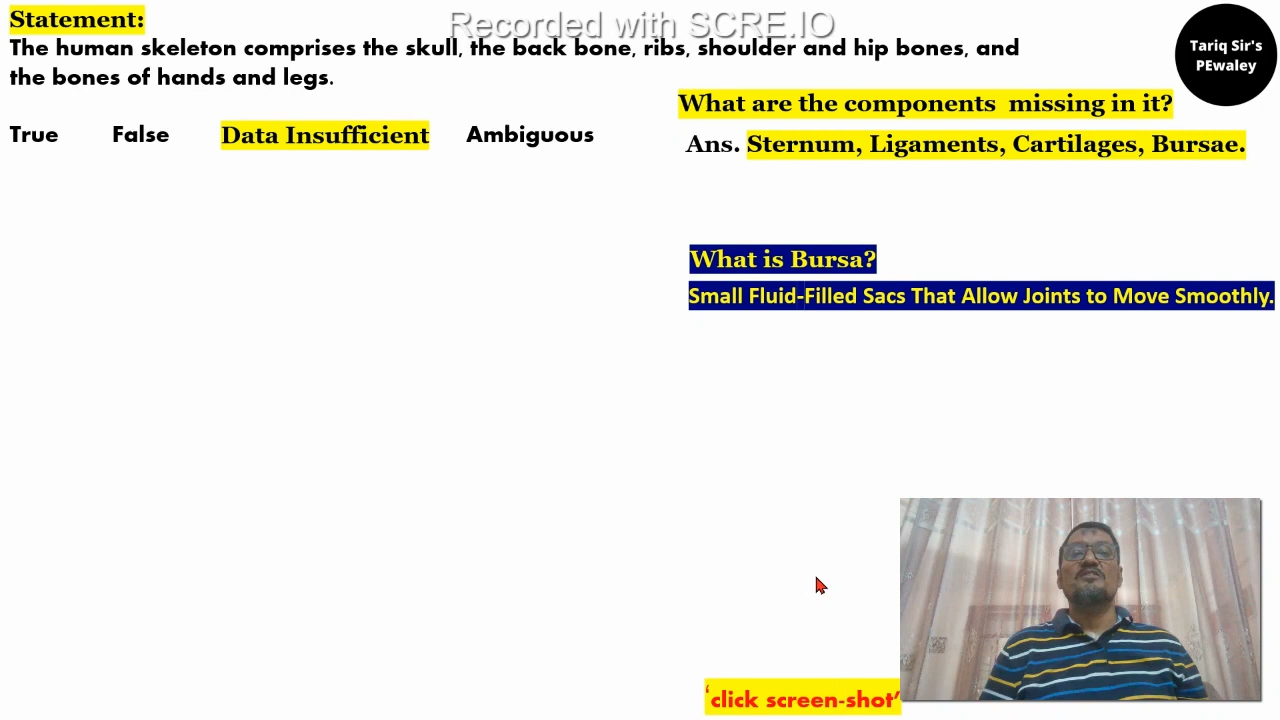 Recorded with SCRE.IO
Statement:
The human skeleton comprises the skull, the back bone, ribs, shoulder and hip bones, and
the bones of hands and legs.
Tariq Sir's
PEwaley
True False Data Insufficient Ambiguous
What are the components missing in it?
Ans. Sternum, Ligaments, Cartilages, Bursae.
What is Bursa?
Small Fluid-Filled Sacs That Allow Joints to Move Smoothly.
‘click screen-shot’